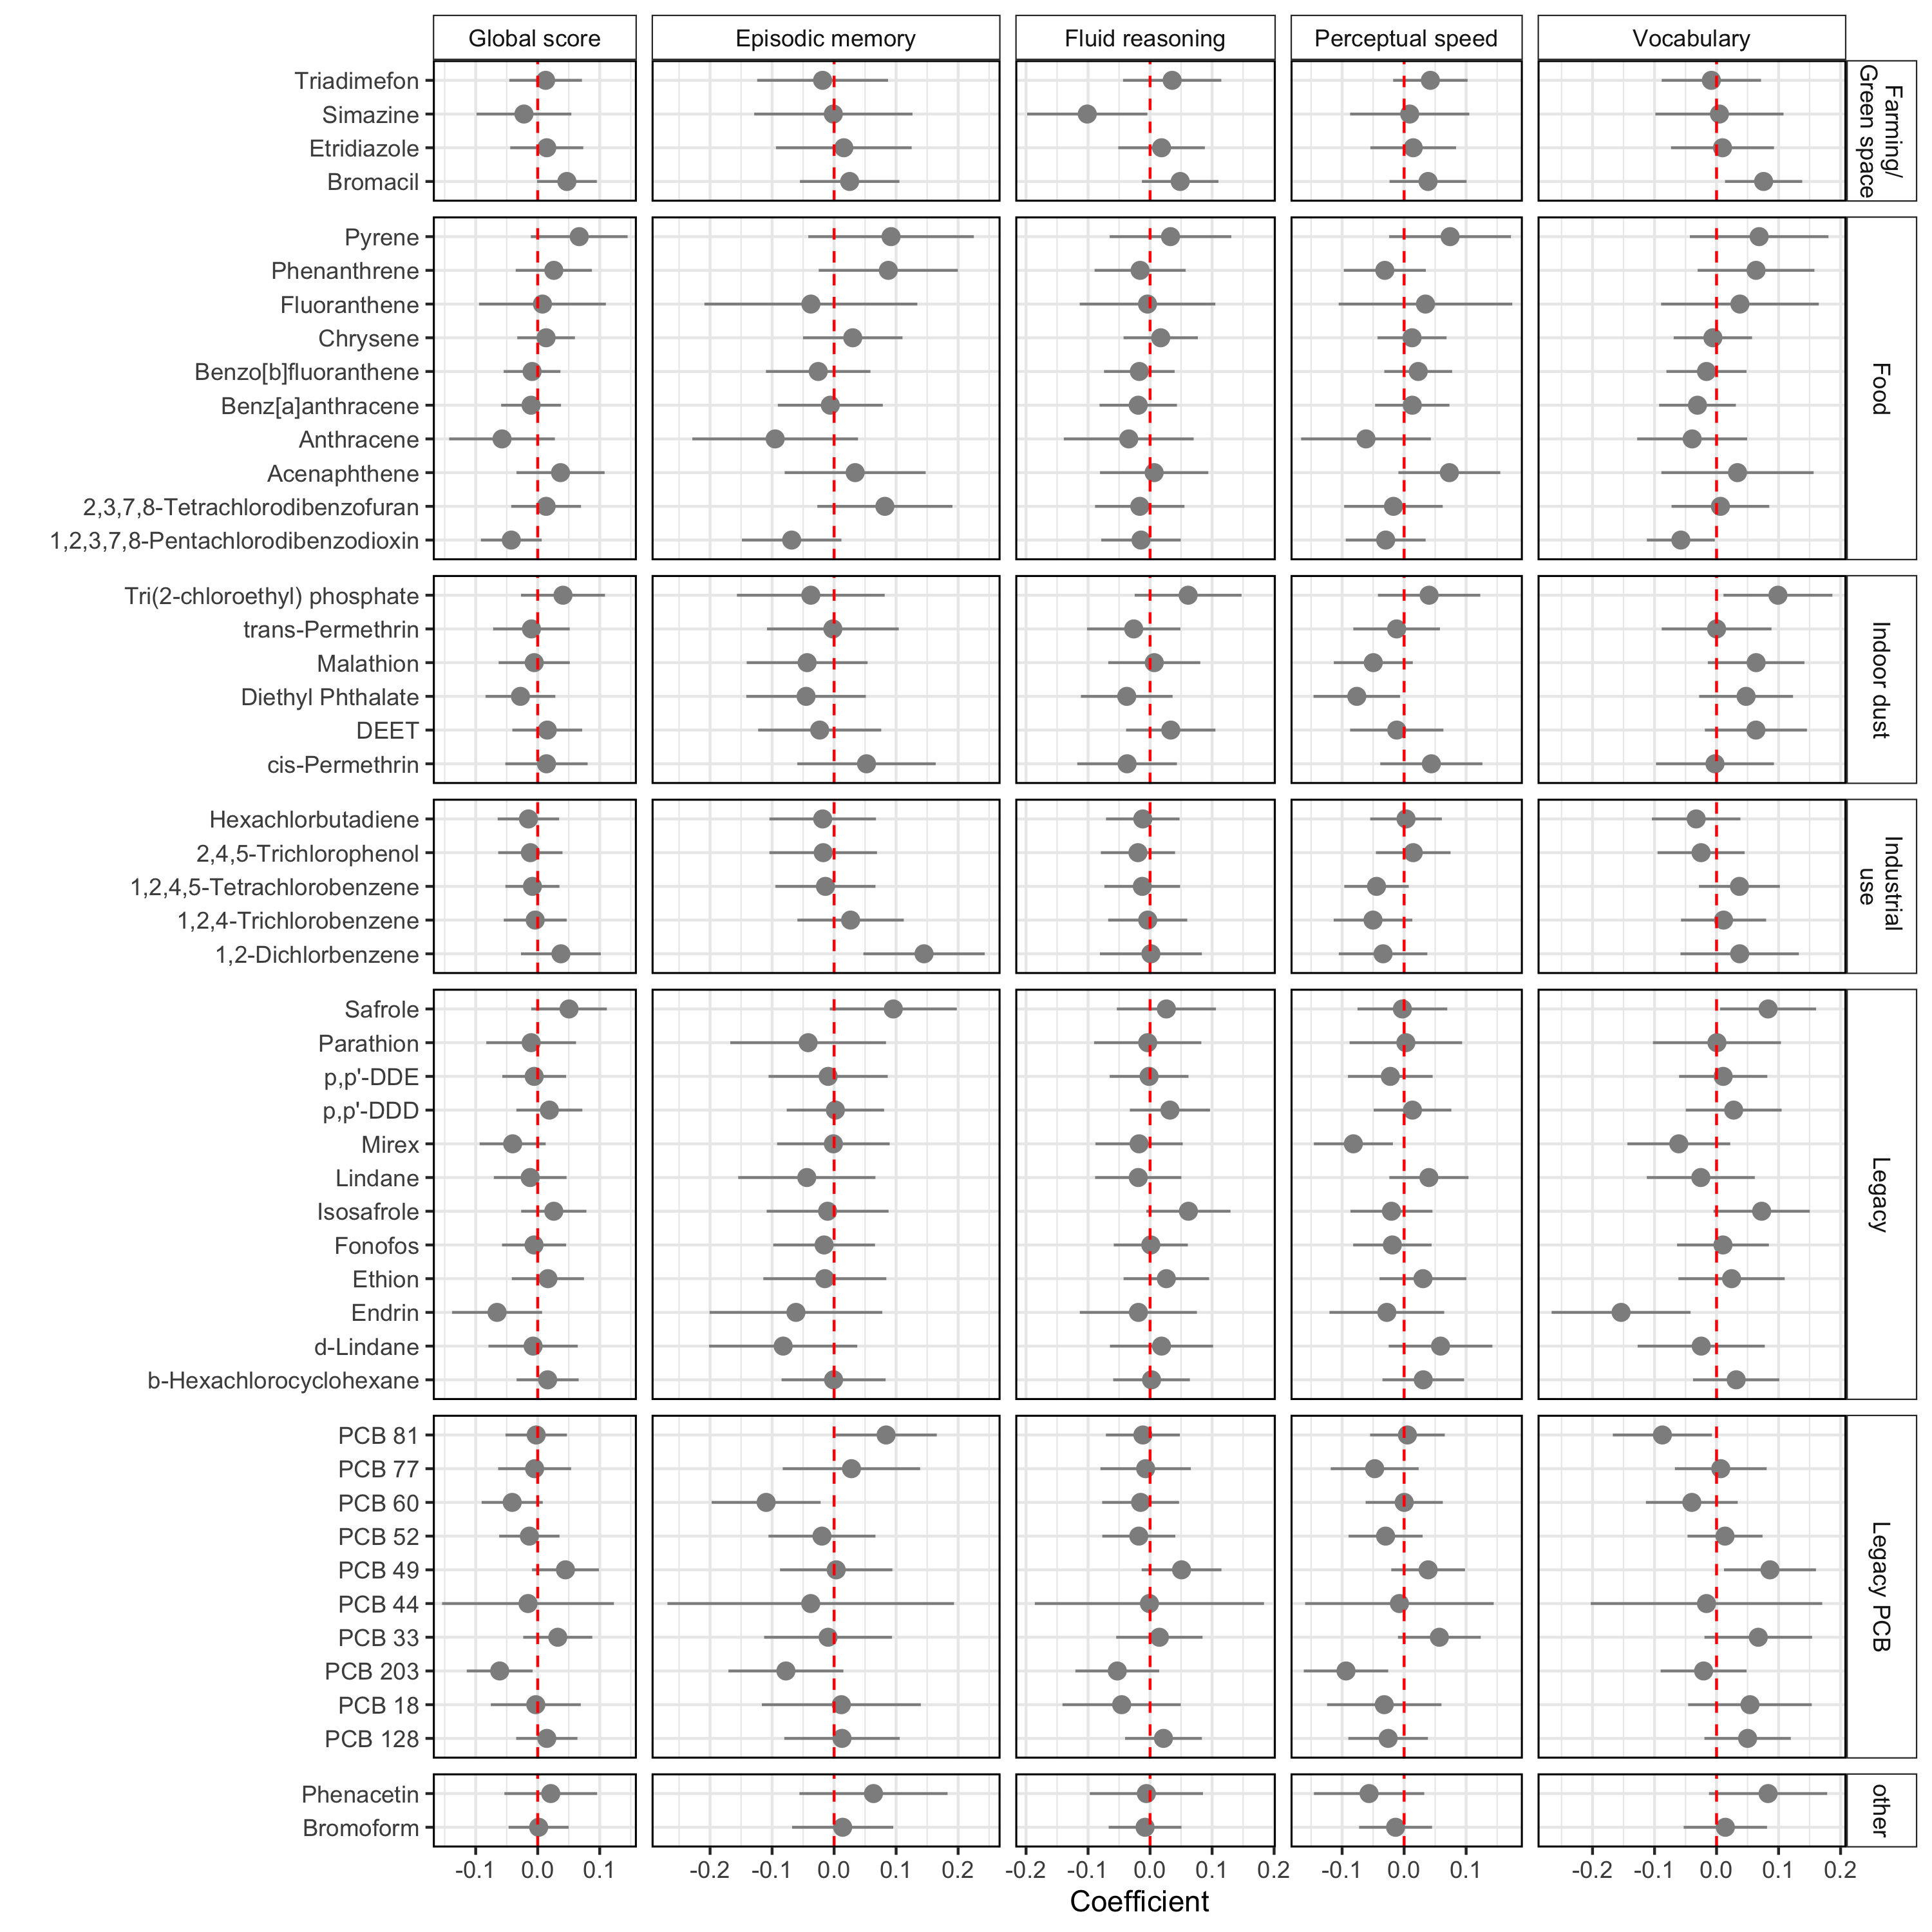 Global score
Episodic memory
Fluid reasoning
Perceptual speed
Vocabulary
Triadimefon
Simazine
Etridiazole
Bromacil
Farming/
Green space
Pyrene
Phenanthrene
Fluoranthene
Chrysene
Benzo[b]fluoranthene
Benz[a]anthracene
Anthracene
Acenaphthene
2,3,7,8-Tetrachlorodibenzofuran
1,2,3,7,8-Pentachlorodibenzodioxin
Food
Tri(2-chloroethyl) phosphate
trans-Permethrin
Malathion
Diethyl Phthalate
DEET
cis-Permethrin
Indoor dust
Hexachlorbutadiene
2,4,5-Trichlorophenol
1,2,4,5-Tetrachlorobenzene
1,2,4-Trichlorobenzene
1,2-Dichlorbenzene
Industrial
use
Safrole
Parathion
p,p'-DDE
p,p'-DDD
Mirex
Lindane
Isosafrole
Fonofos
Ethion
Endrin
d-Lindane
b-Hexachlorocyclohexane
Legacy
PCB 81
PCB 77
PCB 60
PCB 52
PCB 49
PCB 44
PCB 33
PCB 203
PCB 18
PCB 128
Legacy PCB
Phenacetin
Bromoform
other
-0.1 0.0 0.1
-0.2 -0.1 0.0 0.1 0.2
-0.2 -0.1 0.0 0.1 0.2
-0.1 0.0 0.1
-0.2 -0.1 0.0 0.1 0.2
Coefficient